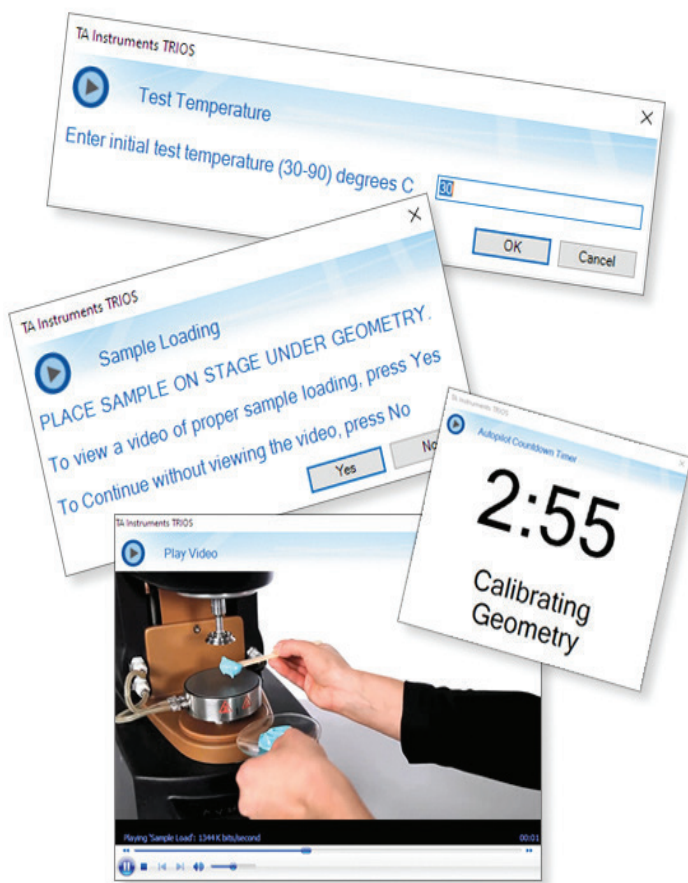 TA Instruments TRIOS
Test Temperature
Enter initial test temperature (30-90) degrees C
30
OK
Cancel
TA Instruments TRIOS
Sample Loading
PLACE SAMPLE ON STAGE UNDER GEOMETRY.
To view a video of proper sample loading, press Yes
To Continue without viewing the video, press No
Yes
No
TA Instruments TRIOS
Autopilot Countdown Timer
2:55
Calibrating
Geometry
TA Instruments TRIOS
Play Video
Playing 'Sample Load': 1344 K bits/second
00:01